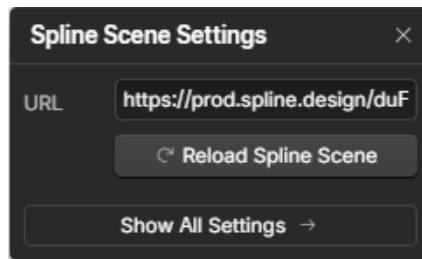 Spline Scene Settings
URL https://prod.spline.design/duF
Reload Spline Scene
Show All Settings →